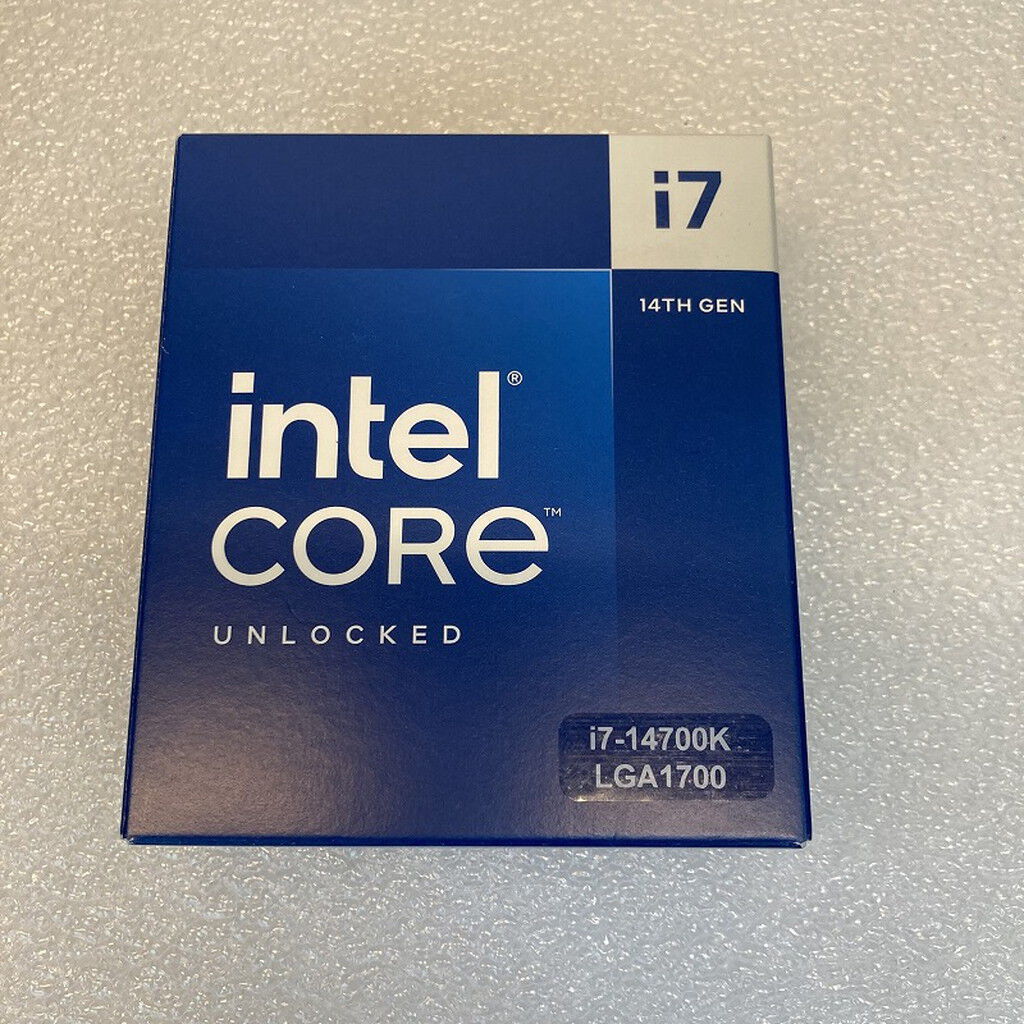 i7
14TH GEN
intel®
CORe™
UNLOCKED
i7-14700K
LGA1700